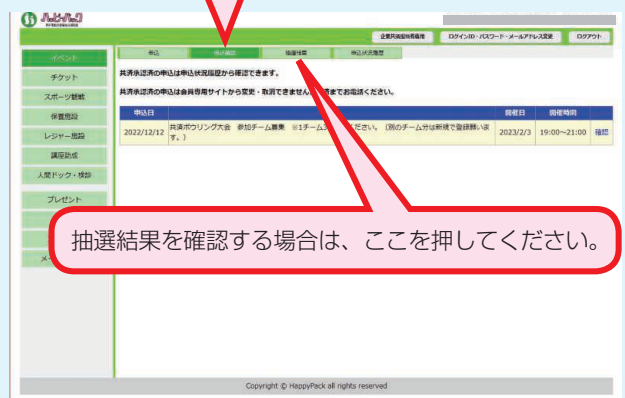 ハッピーパック
企業共済担当者専用 ログインID・パスワード・メールアドレス変更 ログアウト
イベント
チケット
スポーツ観戦
保養施設
レジャー施設
講座助成
人間ドック・検診
プレゼント
申込 申込確認 抽選結果 申込状況履歴
共済承認済の申込は申込状況履歴から確認できます。
共済承認済の申込は会員専用サイトから変更・取消できません。
までお電話ください。
申込日 開催日 開催時間
2022/12/12 共済ボウリング大会 参加チーム募集 ※1チーム
ください。(別のチーム分は新規で登録願いま
す。) 2023/2/3 19:00~21:00 確認
抽選結果を確認する場合は、ここを押してください。
Copyright © HappyPack all rights reserved